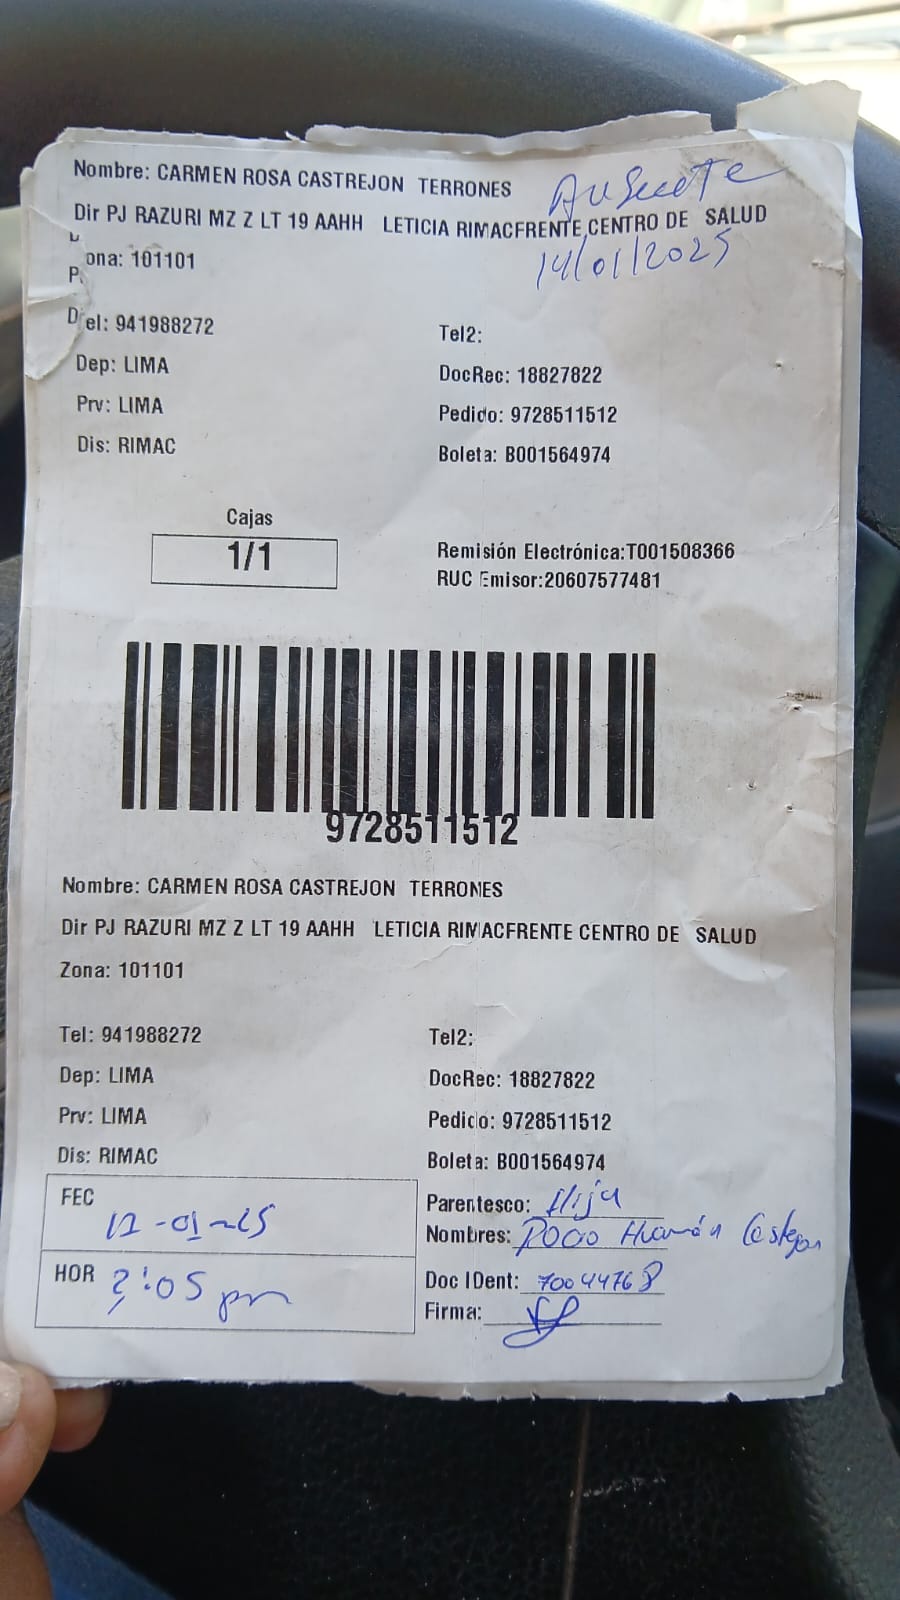 Nombre: CARMEN ROSA CASTREJON TERRONES
Ausente
Dir PJ RAZURI MZ Z LT 19 AAHH LETICIA RIMACFRENTE CENTRO DE SALUD
14/01/2025
ona: 101101
P
D el: 941988272
Tel2:
Dep: LIMA
DocRec: 18827822
Prv: LIMA
Pedido: 9728511512
Dis: RIMAC
Boleta: B001564974
Cajas
1/1
Remisión Electrónica:T001508366
RUC Emisor:20607577481
9728511512
Nombre: CARMEN ROSA CASTREJON TERRONES
Dir PJ RAZURI MZ Z LT 19 AAHH LETICIA RIMACFRENTE CENTRO DE SALUD
Zona: 101101
Tel: 941988272
Tel2:
Dep: LIMA
DocRec: 18827822
Prv: LIMA
Pedido: 9728511512
Dis: RIMAC
Boleta: B001564974
FEC
Parentesco: Hija
-01-25
Nombres: Huamán
HOR :05 pm
Doc IDent: 70044768
Firma: